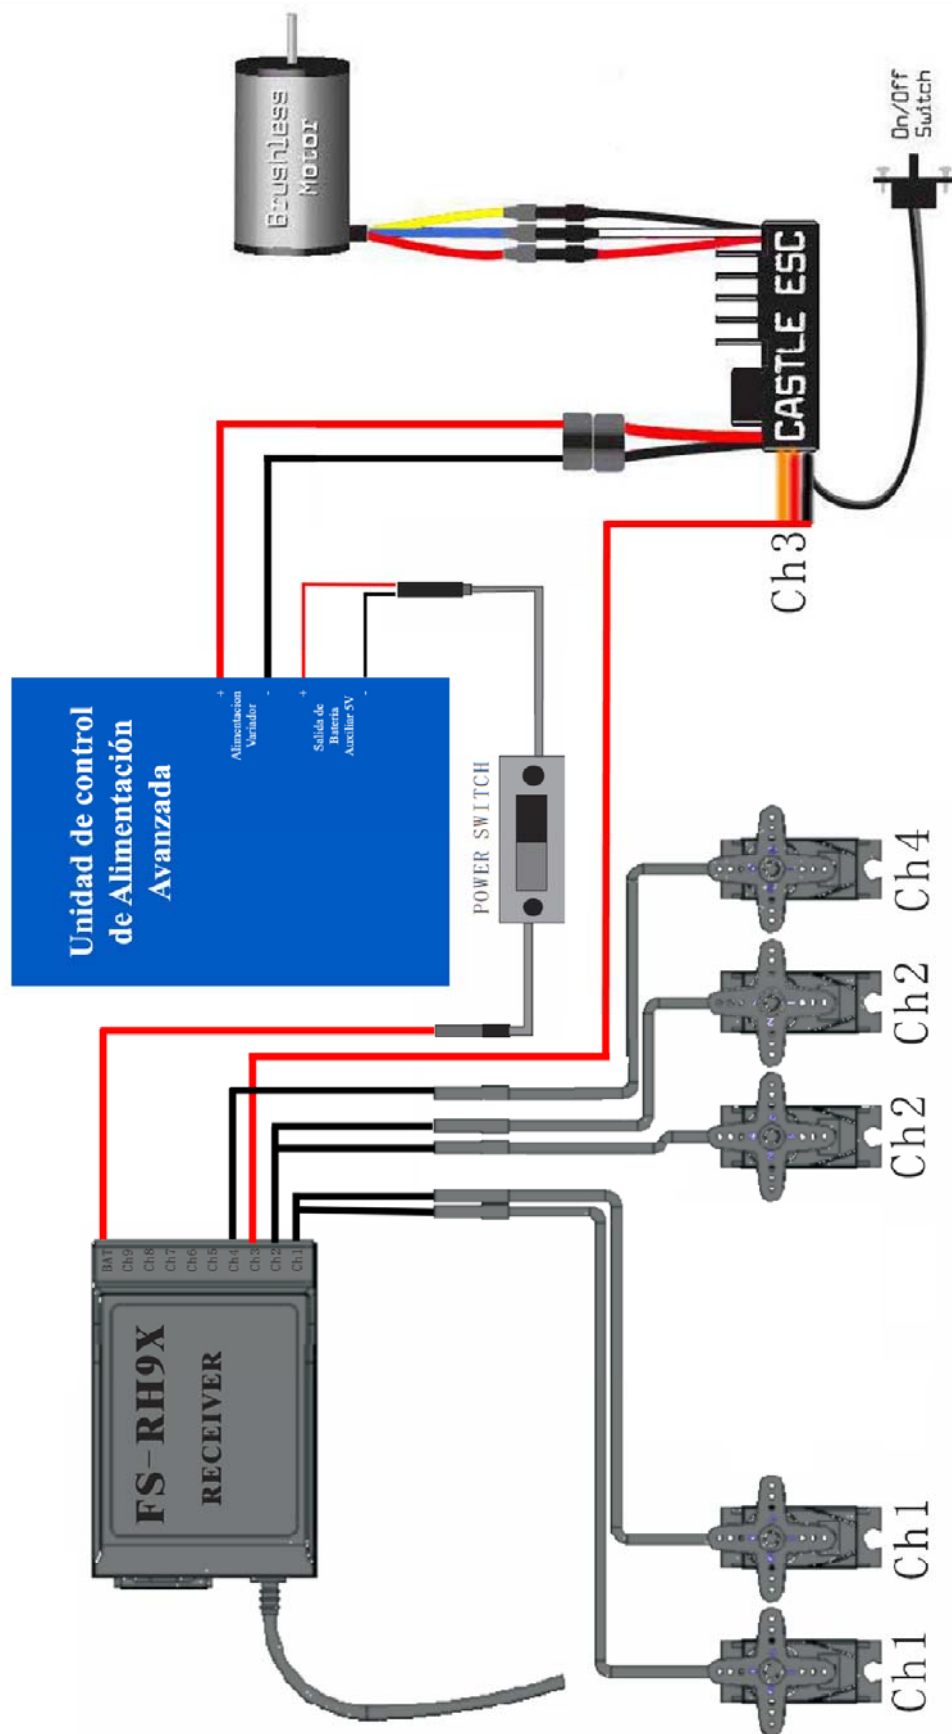 Brushless
Motor
On/Off
Switch
CASTLE ESC
Ch3
Unidad de control
de Alimentación
Avanzada
+
Alimentacion
Variador
-
+
Salida de
Bateria
Auxiliar 5V
-
POWER SWITCH
Ch4
Ch2
Ch2
BAT
Ch9
Ch8
Ch7
Ch6
Ch5
Ch4
Ch3
Ch2
Ch1
FS-RH9X
RECEIVER
Ch1
Ch1